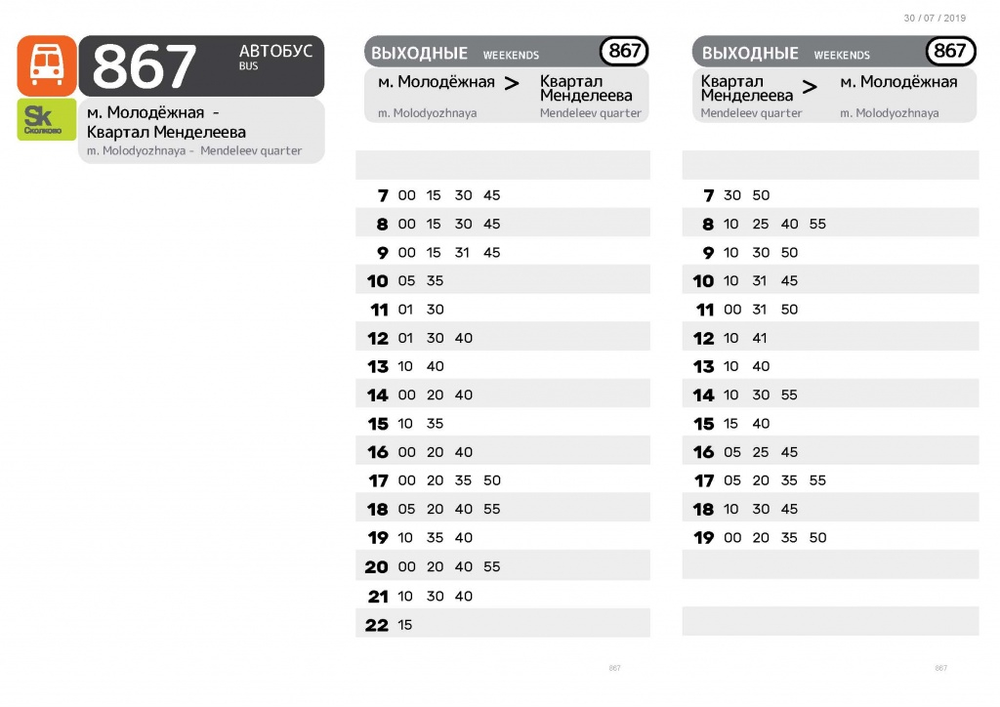 30 / 07 / 2019
867 АВТОБУС
BUS
Sk
Сколково
м. Молодёжная -
Квартал Менделеева
m. Molodyozhnaya - Mendeleev quarter
ВЫХОДНЫЕ WEEKENDS 867
м. Молодёжная > Квартал
Менделеева
m. Molodyozhnaya Mendeleev quarter
7 00 15 30 45
8 00 15 30 45
9 00 15 31 45
10 05 35
11 01 30
12 01 30 40
13 10 40
14 00 20 40
15 10 35
16 00 20 40
17 00 20 35 50
18 05 20 40 55
19 10 35 40
20 00 20 40 55
21 10 30 40
22 15
867
ВЫХОДНЫЕ WEEKENDS 867
Квартал
Менделеева > м. Молодёжная
Mendeleev quarter m. Molodyozhnaya
7 30 50
8 10 25 40 55
9 10 30 50
10 10 31 45
11 00 31 50
12 10 41
13 10 40
14 10 30 55
15 15 40
16 05 25 45
17 05 20 35 55
18 10 30 45
19 00 20 35 50
867